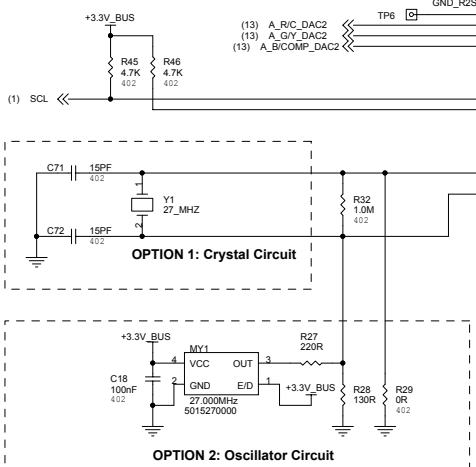 GND_R2S
TP6
+3.3V_BUS
(13) A_R/C_DAC2
(13) A_G/Y_DAC2
(13) A_B/COMP_DAC2
R45
4.7K
402
R46
4.7K
402
(1) SCL
C71
15PF
402
1
Y1
27_MHZ
2
R32
1.0M
402
C72
15PF
402
OPTION 1: Crystal Circuit
+3.3V_BUS
MY1
R27
220R
4
VCC
OUT
3
C18
100nF
402
2
GND
E/D
1
+3.3V_BUS
27.000MHz
5015270000
R28
130R
R29
0R
402
OPTION 2: Oscillator Circuit